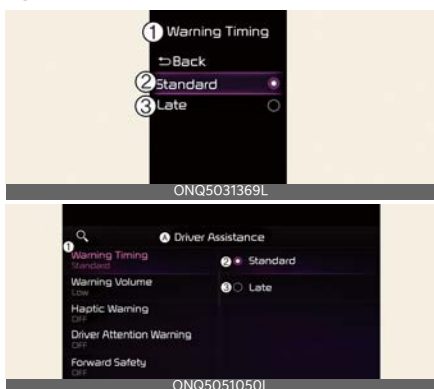 ① Warning Timing
⮌Back
② Standard
③ Late
ONQ5031369L
Ⓐ Driver Assistance
① Warning Timing
Standard
② Standard
Warning Volume
Low
③ Late
Haptic Warning
OFF
Driver Attention Warning
OFF
Forward Safety
OFF
ONQ5051050L